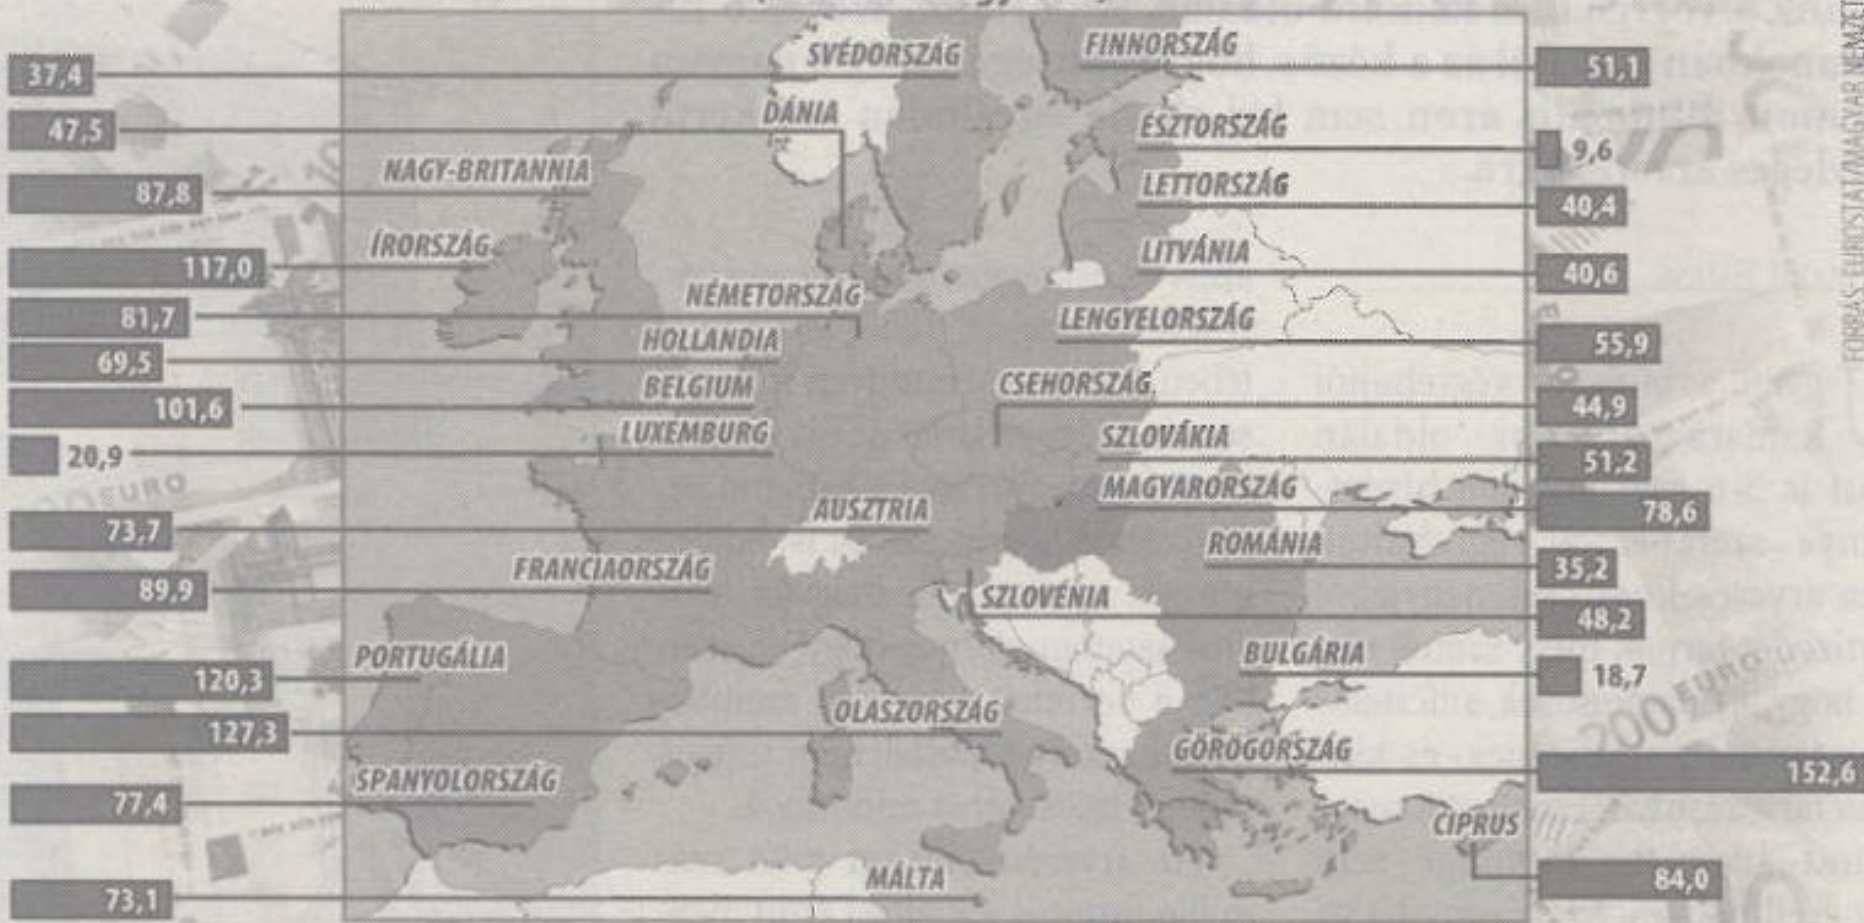 SVÉDORSZÁG 37,4
DÁNIA 47,5
NAGY-BRITANNIA 87,8
ÍRORSZÁG 117,0
NÉMETORSZÁG 81,7
HOLLANDIA 69,5
BELGIUM 101,6
LUXEMBURG 20,9
AUSZTRIA 73,7
FRANCIAORSZÁG 89,9
PORTUGÁLIA 120,3
OLASZORSZÁG 127,3
SPANYOLORSZÁG 77,4
MÁLTA 73,1
FINNORSZÁG 51,1
ÉSZTORSZÁG 9,6
LETTORSZÁG 40,4
LITVÁNIA 40,6
LENGYELORSZÁG 55,9
CSEHORSZÁG 44,9
SZLOVÁKIA 51,2
MAGYARORSZÁG 78,6
ROMÁNIA 35,2
SZLOVÉNIA 48,2
BULGÁRIA 18,7
GÖRÖGORSZÁG 152,6
CIPRUS 84,0
EURO
200 EURO
FORRÁS: EUROSTAT/MAGYAR NEMZET